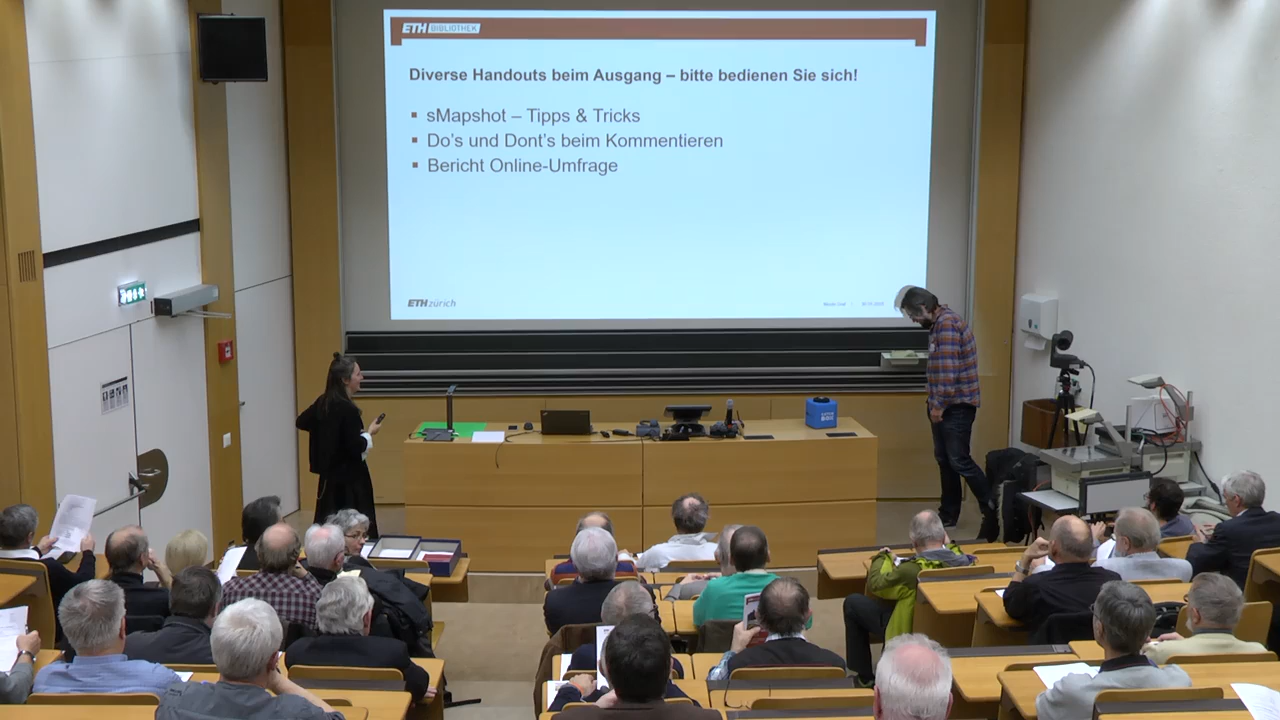 ETH BIBLIOTHEK
Diverse Handouts beim Ausgang – bitte bedienen Sie sich!
▪ sMapshot – Tipps & Tricks
▪ Do's und Dont's beim Kommentieren
▪ Bericht Online-Umfrage
ETH zürich